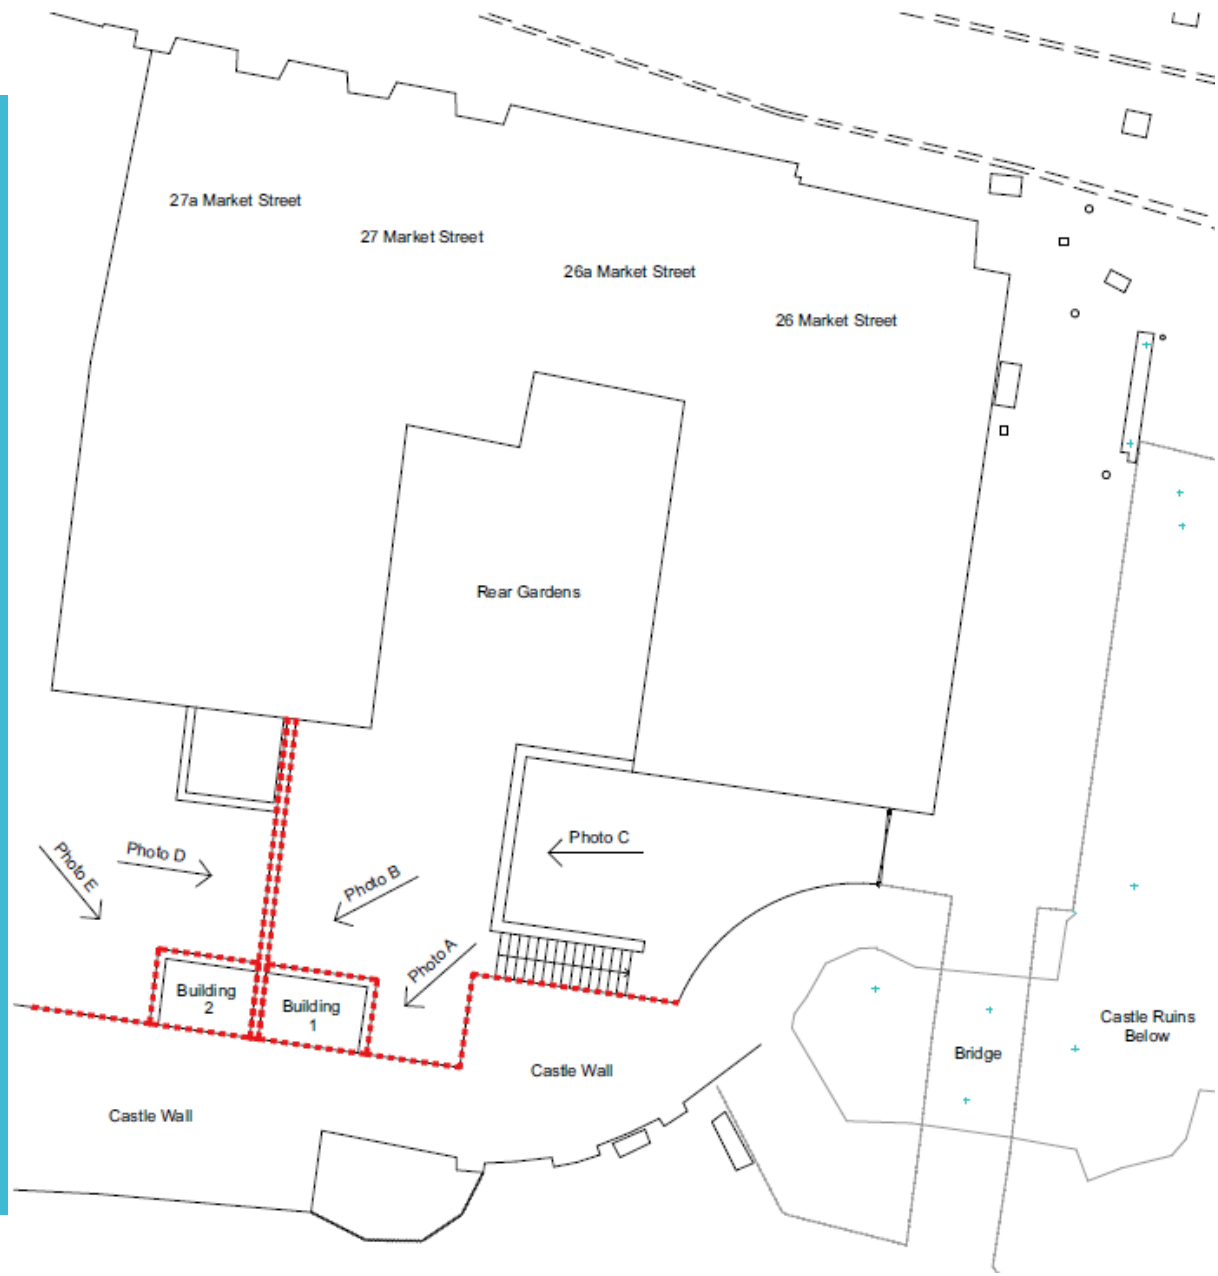 27a Market Street
27 Market Street
26a Market Street
26 Market Street
Rear Gardens
Photo C
Photo D
Photo E
Photo B
Photo A
Building
2
Building
1
Castle Ruins
Below
Bridge
Castle Wall
Castle Wall